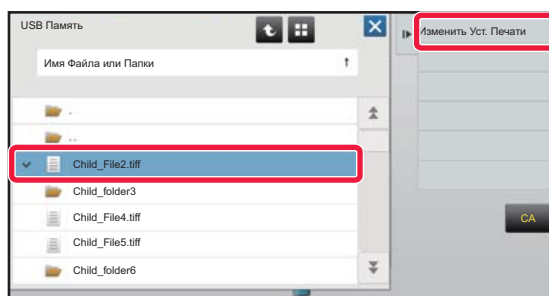 USB Память
Изменить Уст. Печати
Имя Файла или Папки
.
..
Child_File2.tiff
Child_folder3
Child_File4.tiff
Child_File5.tiff
Child_folder6
CA